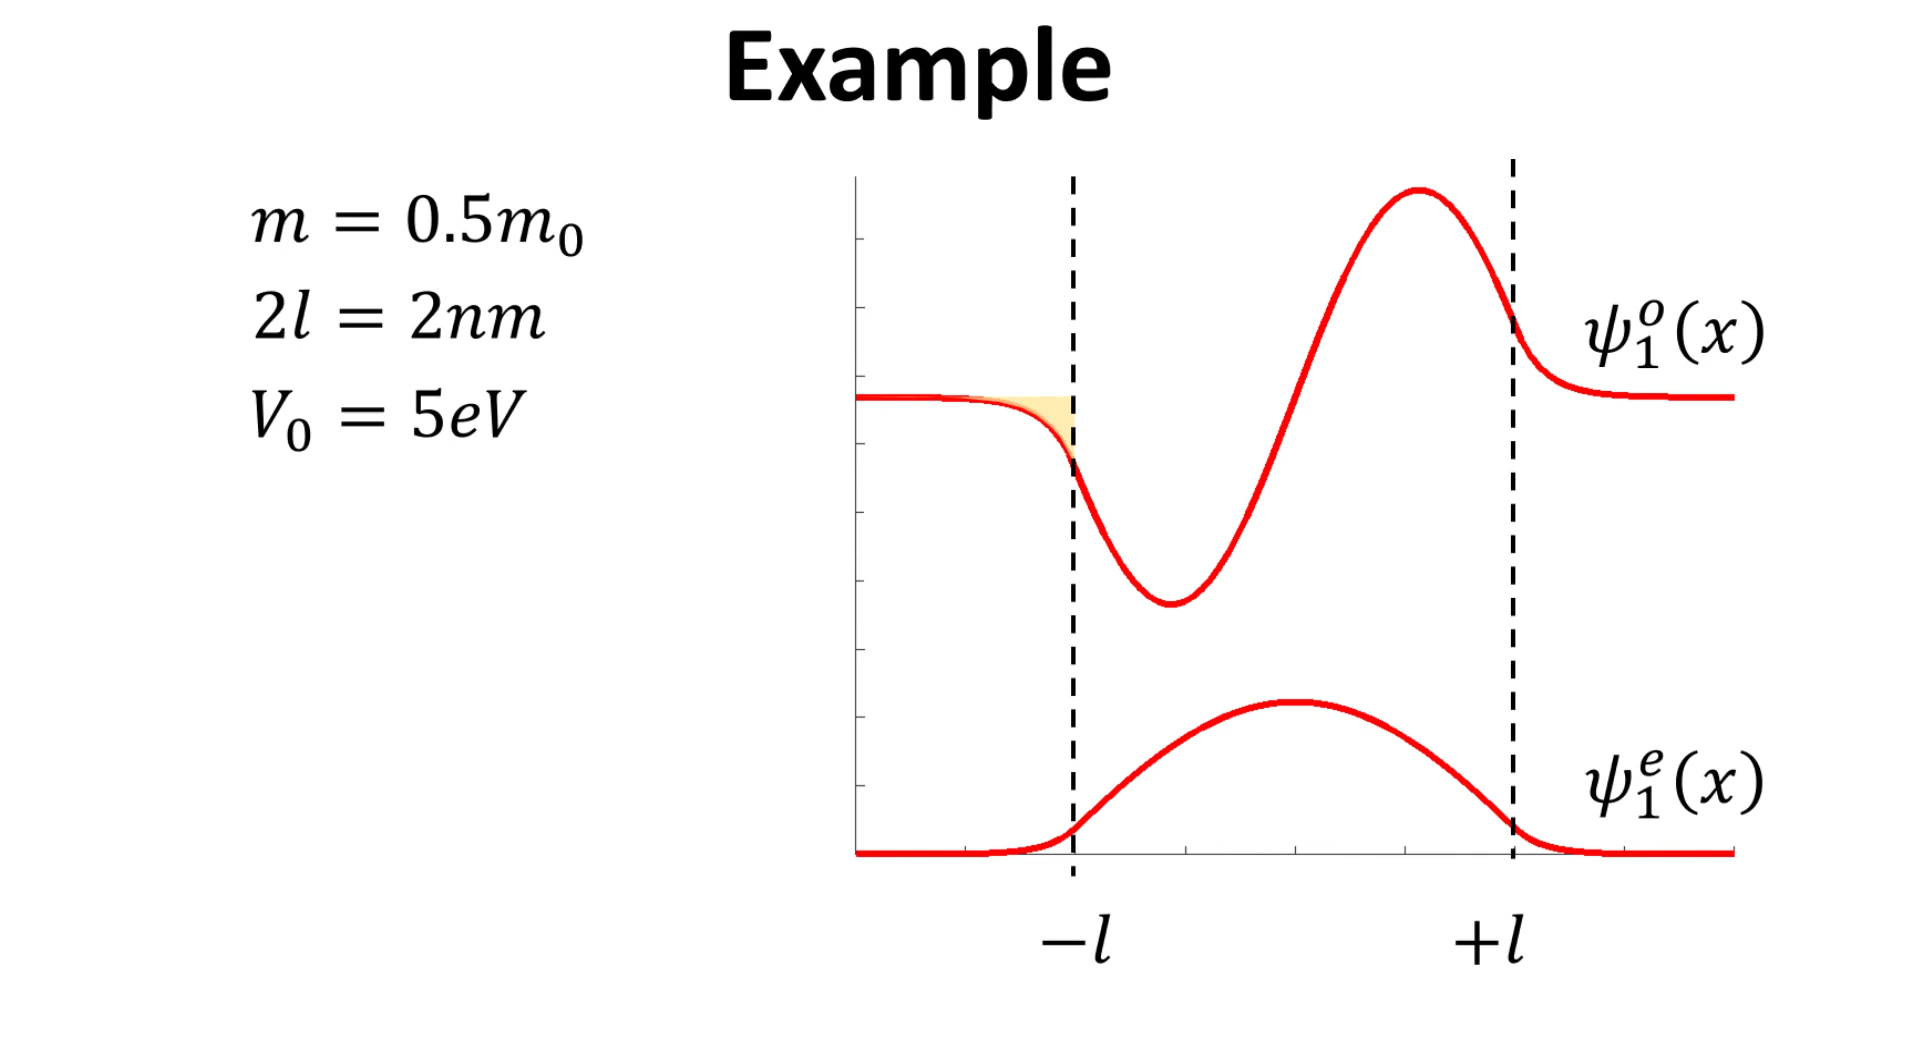 Example
m = 0.5m₀
2l = 2nm
V₀ = 5eV
ψ₁ᵒ(x)
ψ₁ᵉ(x)
−l
+l